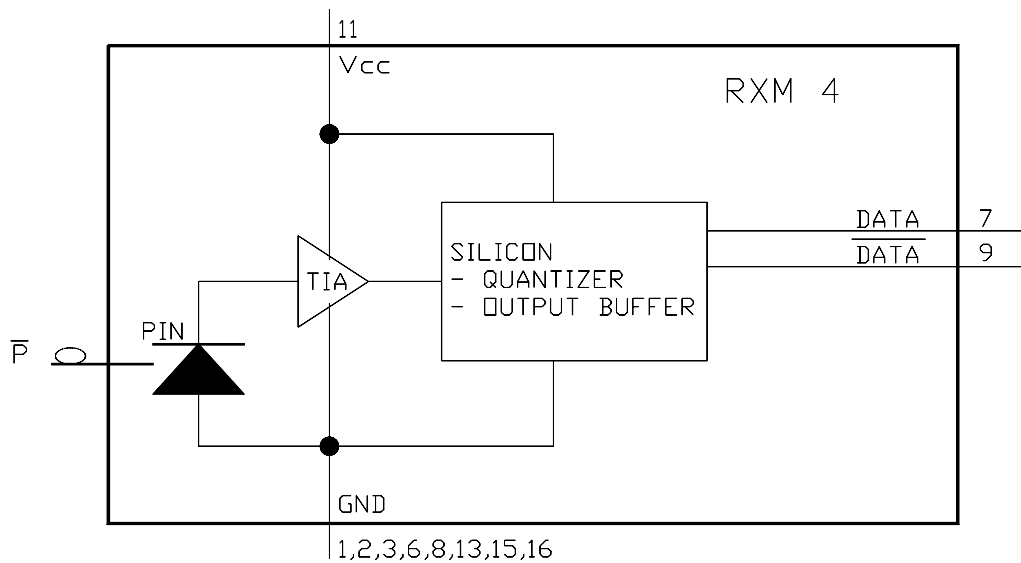 11
Vcc
RXM 4
DATA 7
D̅A̅T̅A̅ 9
SILICON
- QUANTIZER
- OUTPUT BUFFER
TIA
PIN
P̅
GND
1,2,3,6,8,13,15,16